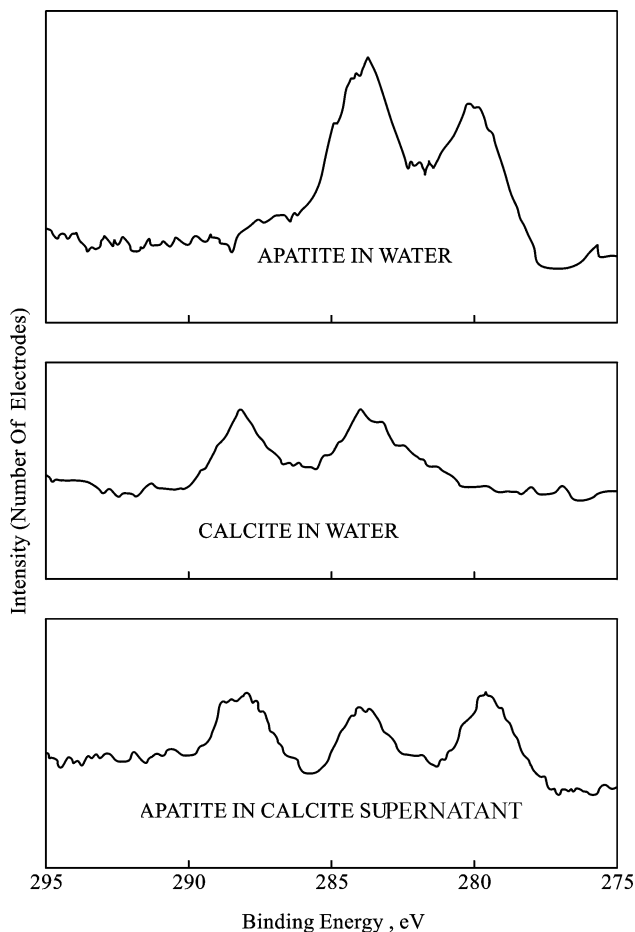 APATITE IN WATER
CALCITE IN WATER
APATITE IN CALCITE SUPERNATANT
Intensity (Number Of Electrodes)
295 290 285 280 275
Binding Energy , eV